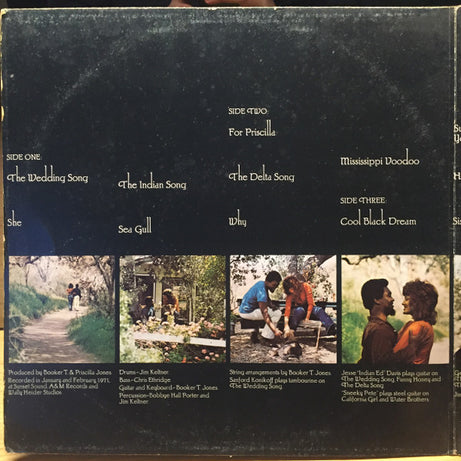 SIDE ONE:
The Wedding Song
She
The Indian Song
Sea Gull
SIDE TWO:
For Priscilla
The Delta Song
Why
Mississippi Voodoo
SIDE THREE:
Cool Black Dream
Produced by Booker T. & Priscilla Jones
Recorded in January and February 1971,
at Sunset Sound, A&M Records and
Wally Heider Studios
Drums-Jim Keltner
Bass-Chris Ethridge
Guitar and Keyboard-Booker T. Jones
Percussion-Bobbye Hall Porter and
Jim Keltner
String arrangements by Booker T. Jones
Sanford Konikoff plays tambourine on
The Wedding Song
Jesse "Indian Ed" Davis plays guitar on
The Wedding Song, Funny Honey and
The Delta Song
"Sneeky Pete" plays steel guitar on
California Girl and Water Brothers